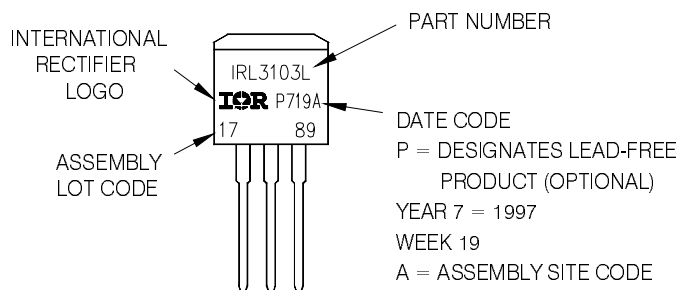 INTERNATIONAL
RECTIFIER
LOGO
ASSEMBLY
LOT CODE
IRL3103L
IOR P719A
17 89
PART NUMBER
DATE CODE
P = DESIGNATES LEAD-FREE
PRODUCT (OPTIONAL)
YEAR 7 = 1997
WEEK 19
A = ASSEMBLY SITE CODE